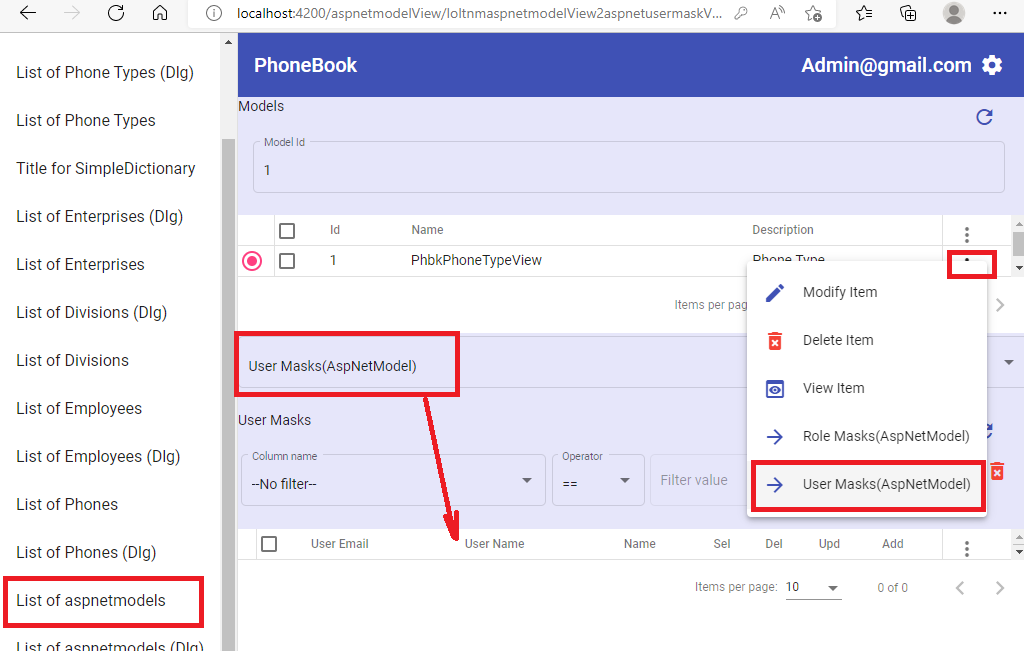 localhost:4200/aspnetmodelView/loltnmaspnetmodelView2aspnetusermaskV...
List of Phone Types (Dlg)
List of Phone Types
Title for SimpleDictionary
List of Enterprises (Dlg)
List of Enterprises
List of Divisions (Dlg)
List of Divisions
List of Employees
List of Employees (Dlg)
List of Phones
List of Phones (Dlg)
List of aspnetmodels
List of aspnetmodels (Dlg)
PhoneBook Admin@gmail.com
Models
Model Id
1
Id Name Description
1 PhbkPhoneTypeView Phone Type
Items per pag
Modify Item
Delete Item
View Item
Role Masks(AspNetModel)
User Masks(AspNetModel)
User Masks(AspNetModel)
User Masks
Column name Operator
--No filter-- == Filter value
User Email User Name Name Sel Del Upd Add
Items per page: 10 0 of 0